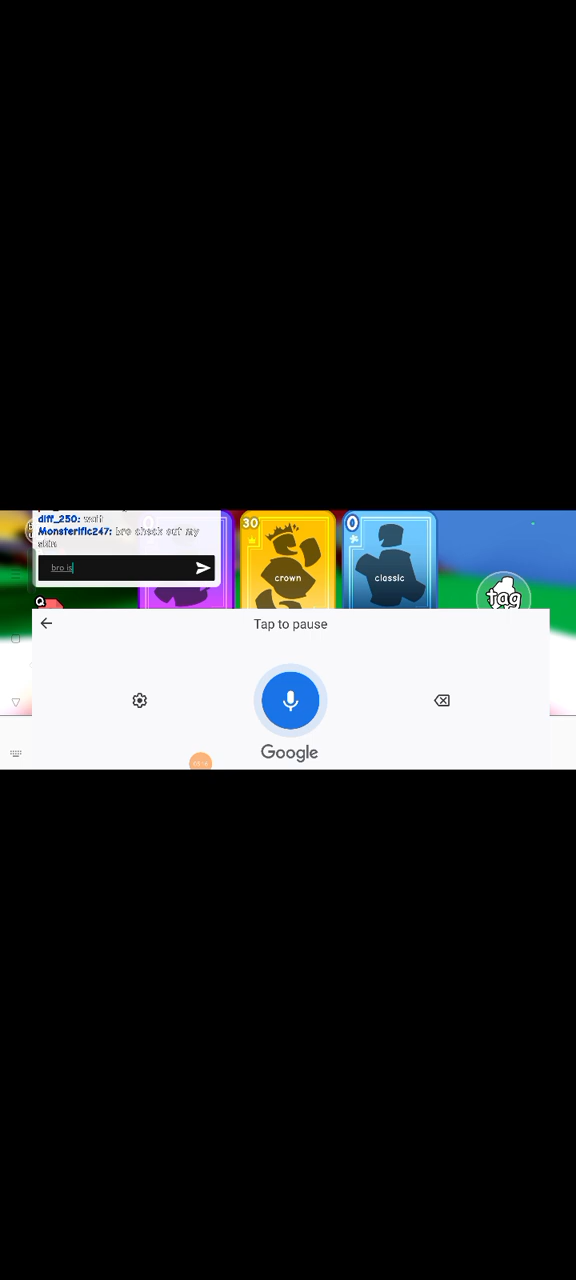 diff_250: wait
Monsterific247: bro check out my
skin
bro is
Q
30
0
crown
classic
tag
Tap to pause
Google